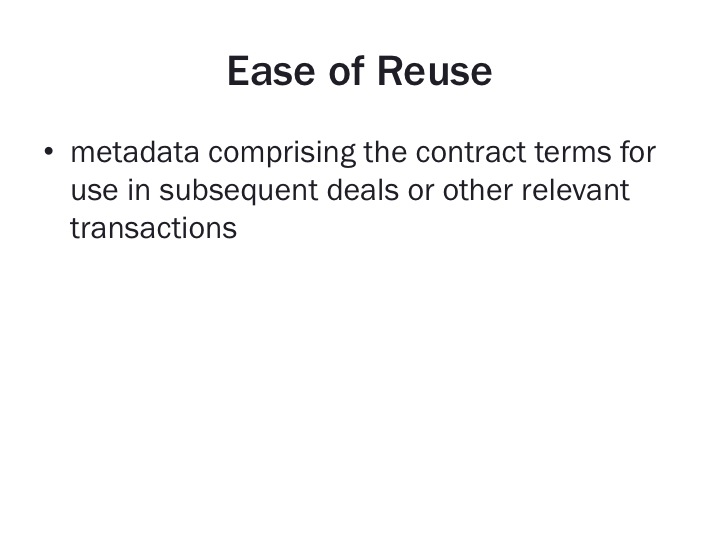 Ease of Reuse
• metadata comprising the contract terms for
use in subsequent deals or other relevant
transactions